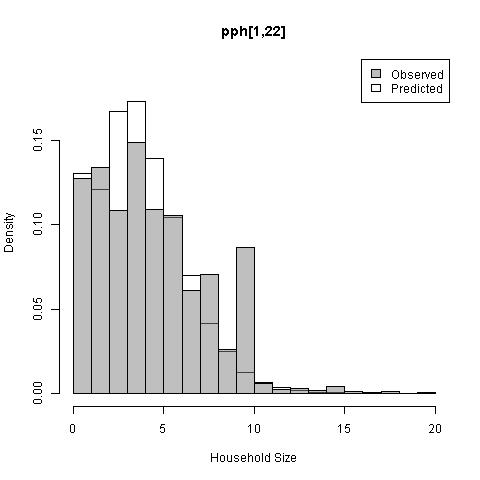 pph[1,22]
Observed
Predicted
0.15
0.10
0.05
0.00
Density
0 5 10 15 20
Household Size